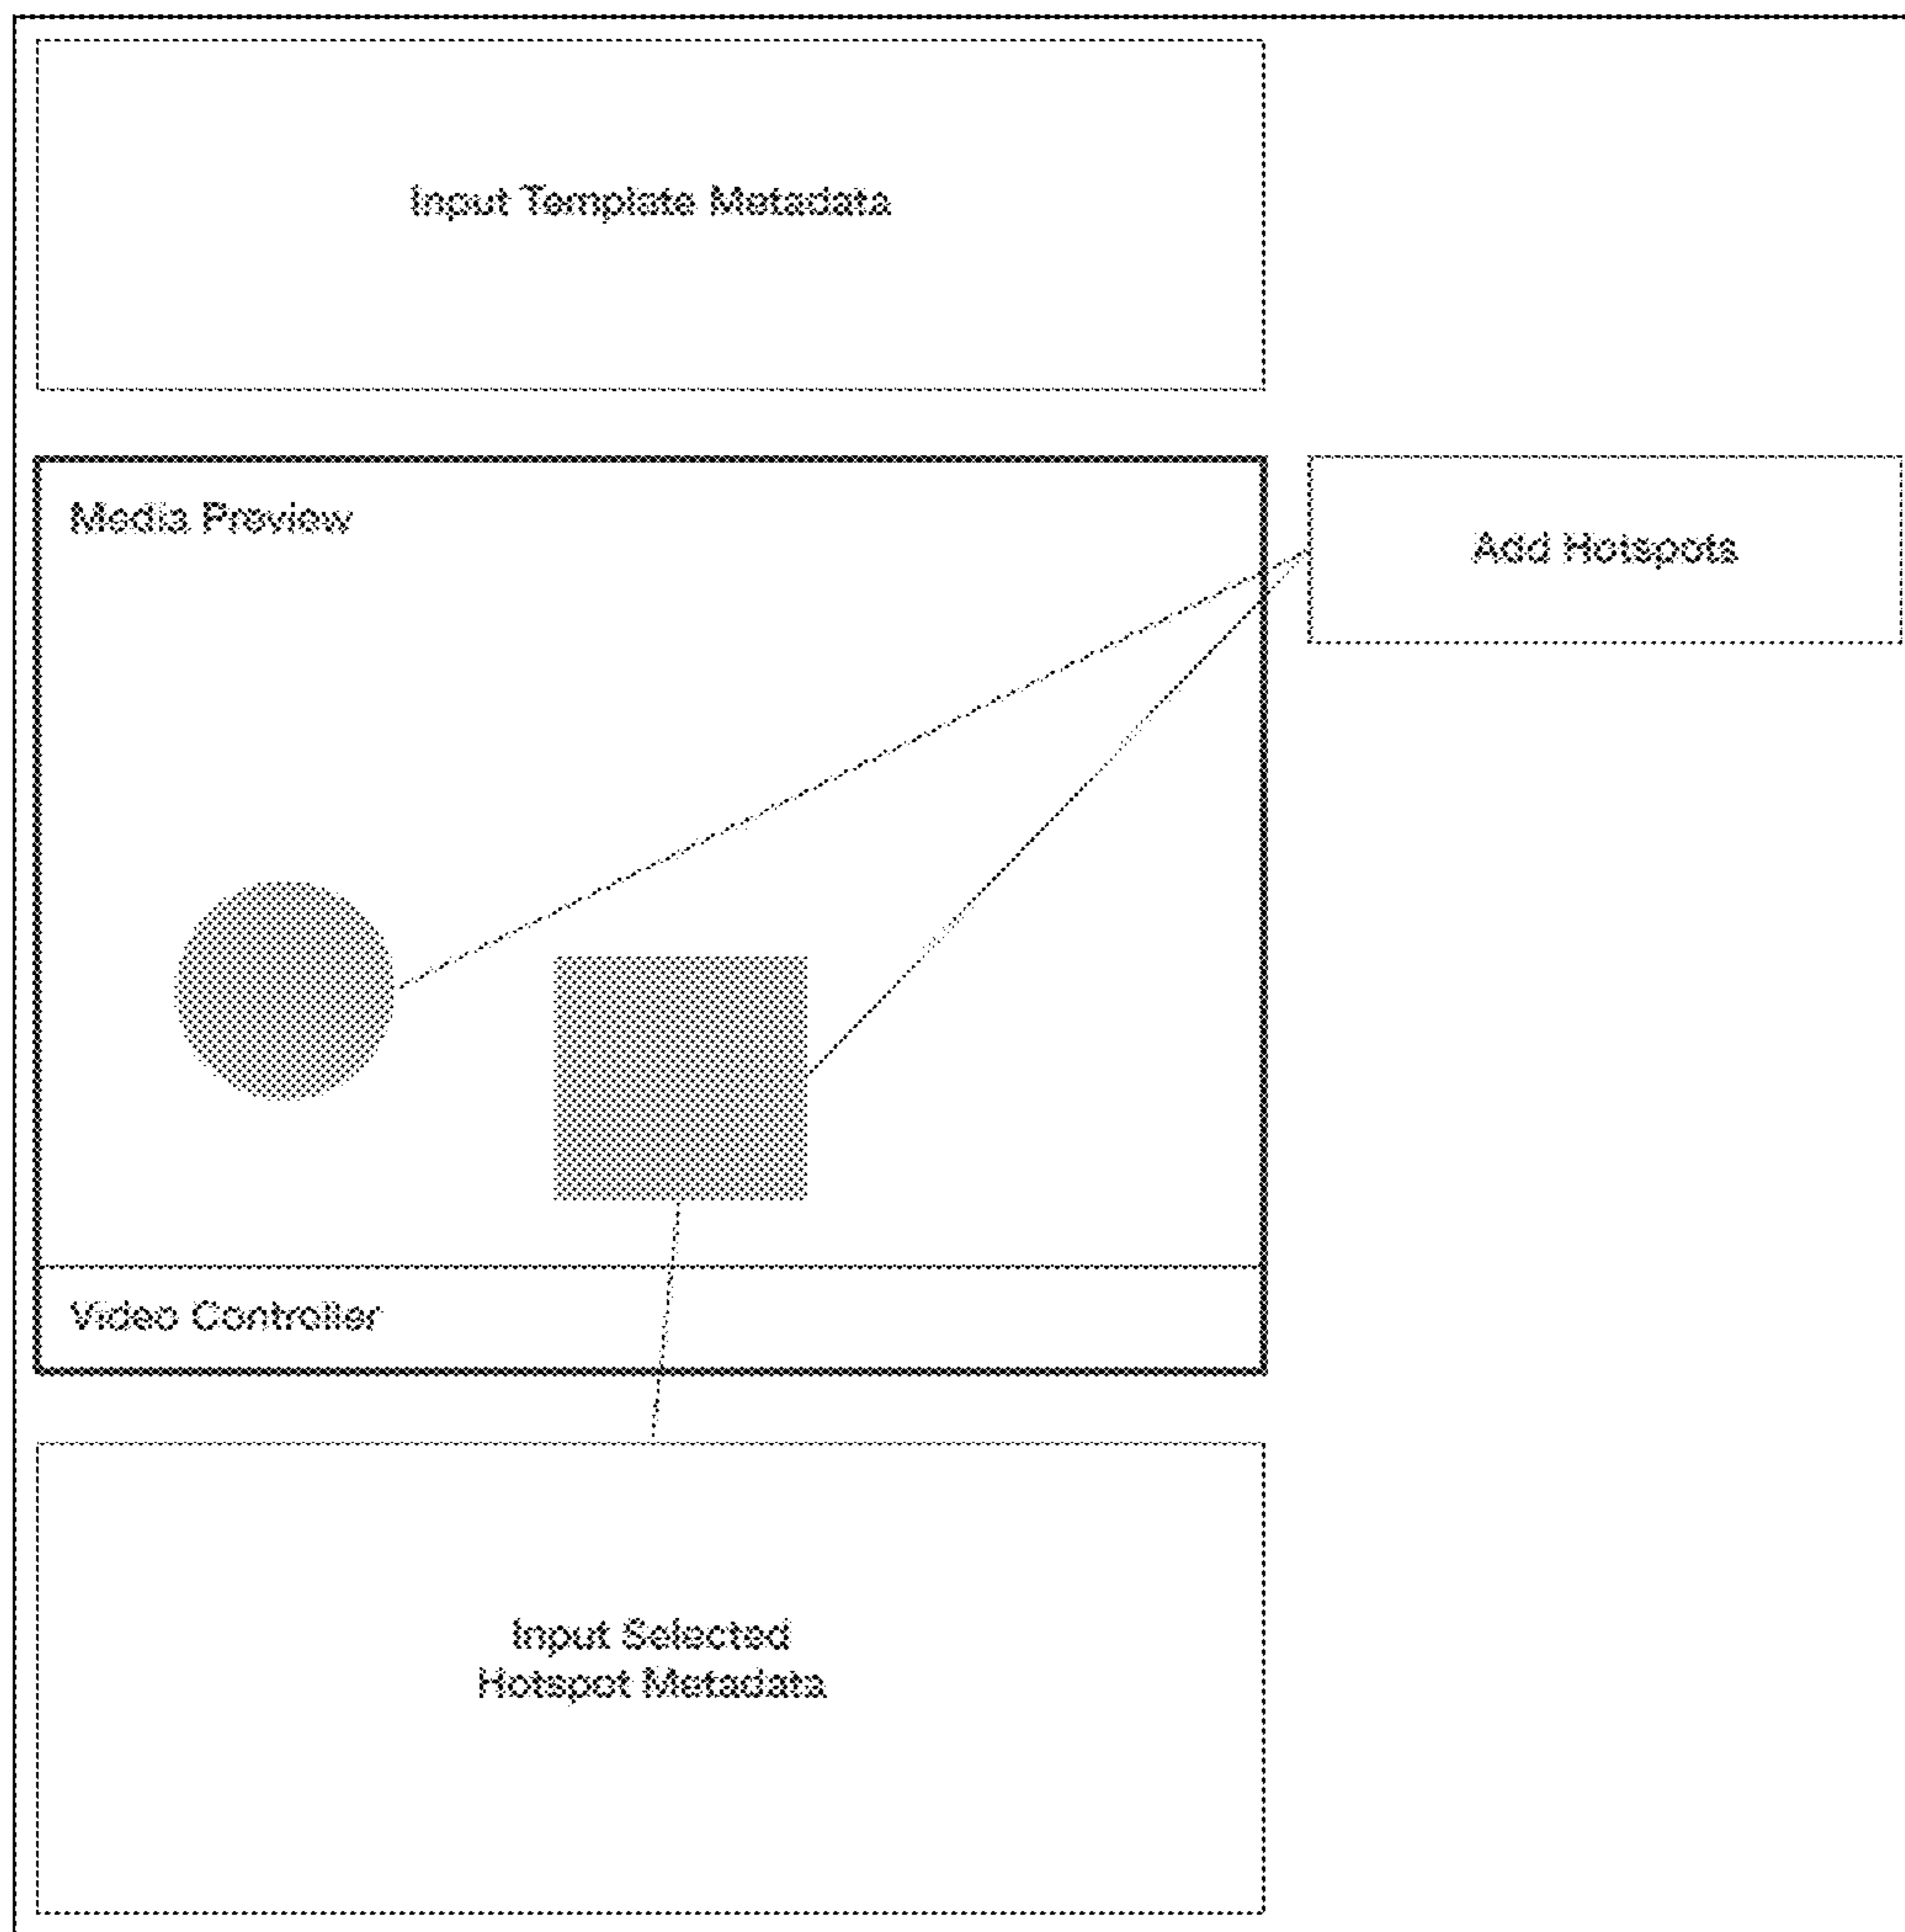 Input Template Metadata
Media Preview
Add Hotspots
Video Controller
Input Selected
Hotspot Metadata